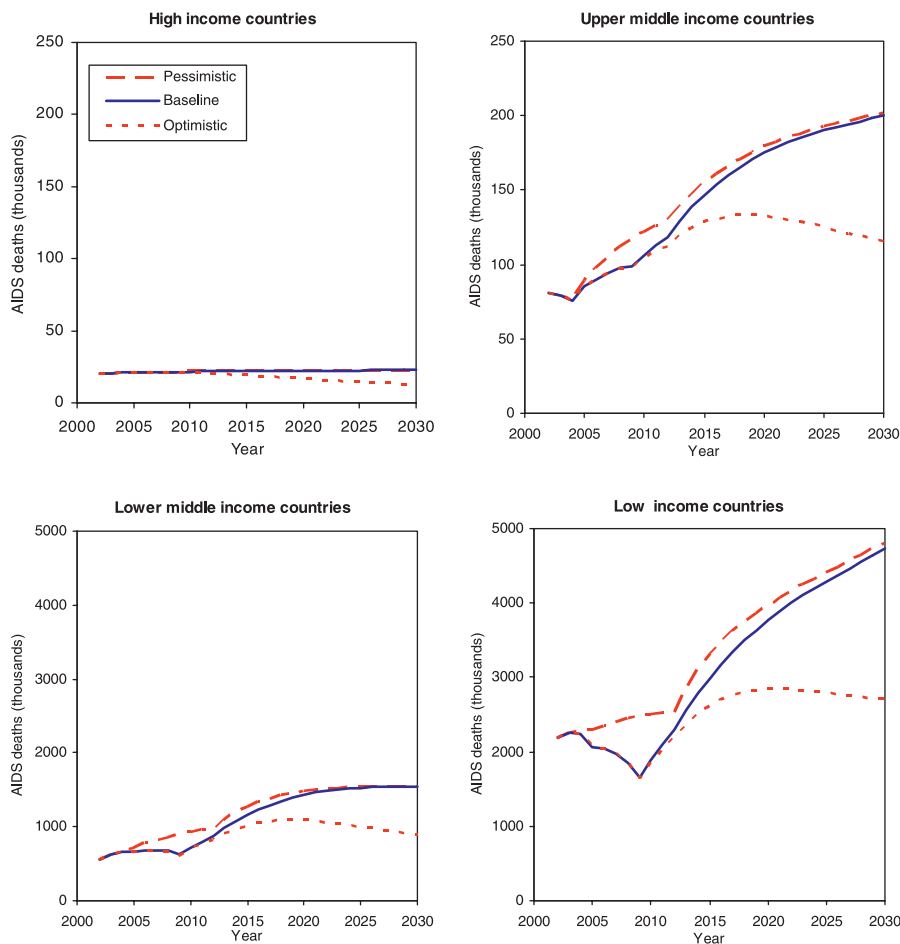 High income countries
250
200
150
100
50
0
AIDS deaths (thousands)
Pessimistic
Baseline
Optimistic
2000 2005 2010 2015 2020 2025 2030
Year
Upper middle income countries
250
200
150
100
50
0
AIDS deaths (thousands)
2000 2005 2010 2015 2020 2025 2030
Year
Lower middle income countries
5000
4000
3000
2000
1000
0
AIDS deaths (thousands)
2000 2005 2010 2015 2020 2025 2030
Year
Low income countries
5000
4000
3000
2000
1000
0
AIDS deaths (thousands)
2000 2005 2010 2015 2020 2025 2030
Year